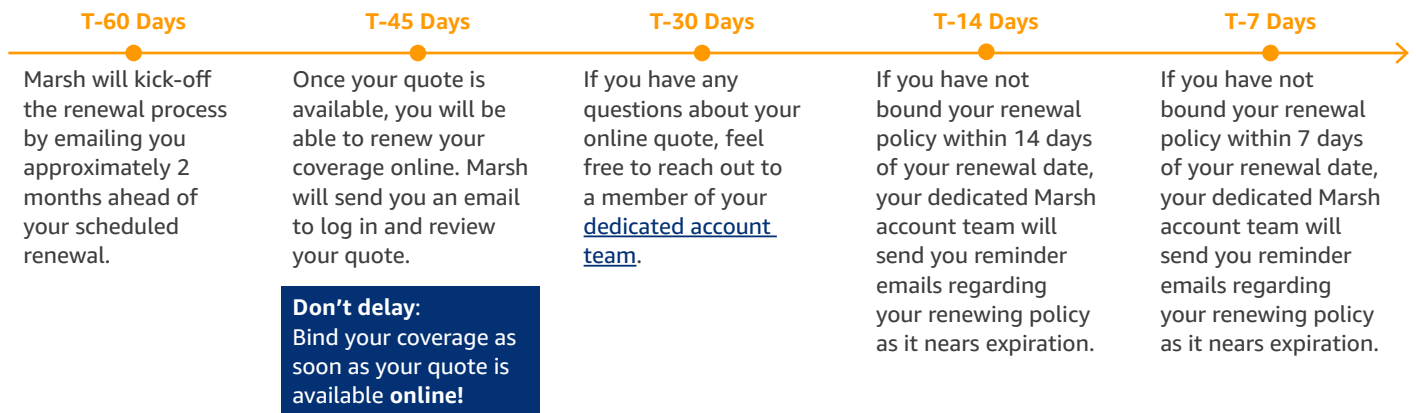 T-60 Days
Marsh will kick-off
the renewal process
by emailing you
approximately 2
months ahead of
your scheduled
renewal.
T-45 Days
Once your quote is
available, you will be
able to renew your
coverage online. Marsh
will send you an email
to log in and review
your quote.
Don’t delay:
Bind your coverage as
soon as your quote is
available online!
T-30 Days
If you have any
questions about your
online quote, feel
free to reach out to
a member of your
dedicated account
team.
T-14 Days
If you have not
bound your renewal
policy within 14 days
of your renewal date,
your dedicated Marsh
account team will
send you reminder
emails regarding
your renewing policy
as it nears expiration.
T-7 Days
If you have not
bound your renewal
policy within 7 days
of your renewal date,
your dedicated Marsh
account team will
send you reminder
emails regarding
your renewing policy
as it nears expiration.